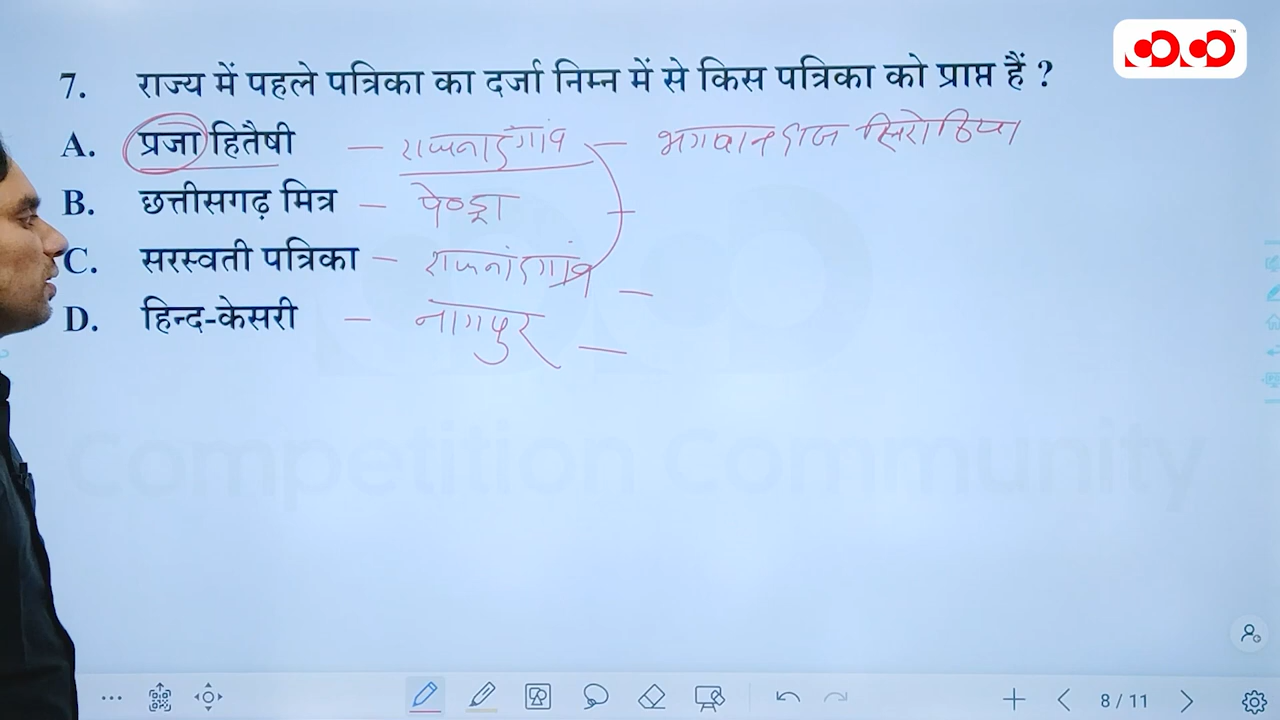 7. राज्य में पहले पत्रिका का दर्जा निम्न में से किस पत्रिका को प्राप्त हैं ?
A. प्रजा हितैषी — राजनांदगांव — भगवानदास सिरोठिया
B. छत्तीसगढ़ मित्र — पेण्ड्रा —
C. सरस्वती पत्रिका — राजनांदगांव —
D. हिन्द-केसरी — नागपुर —
Competition Community
8 / 11